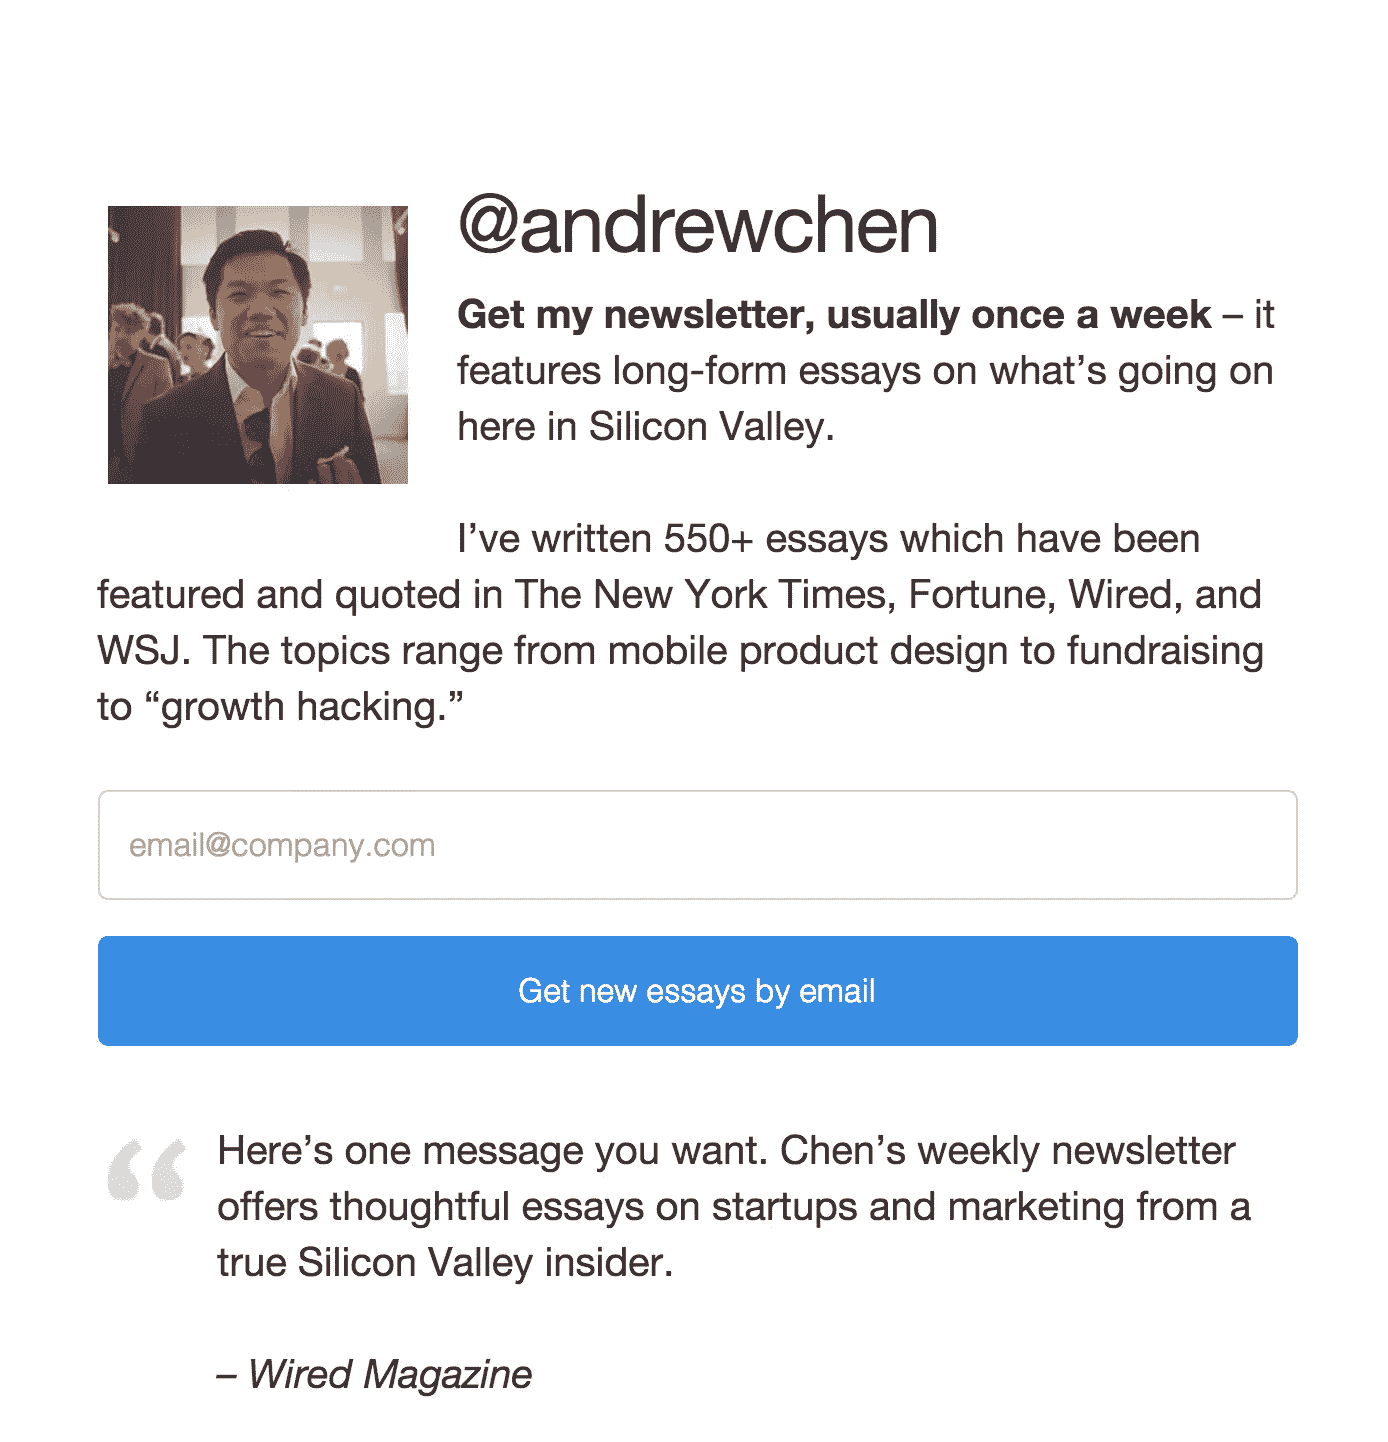 @andrewchen
Get my newsletter, usually once a week – it
features long-form essays on what’s going on
here in Silicon Valley.
I’ve written 550+ essays which have been
featured and quoted in The New York Times, Fortune, Wired, and
WSJ. The topics range from mobile product design to fundraising
to “growth hacking.”
email@company.com
Get new essays by email
“
Here’s one message you want. Chen’s weekly newsletter
offers thoughtful essays on startups and marketing from a
true Silicon Valley insider.
– Wired Magazine